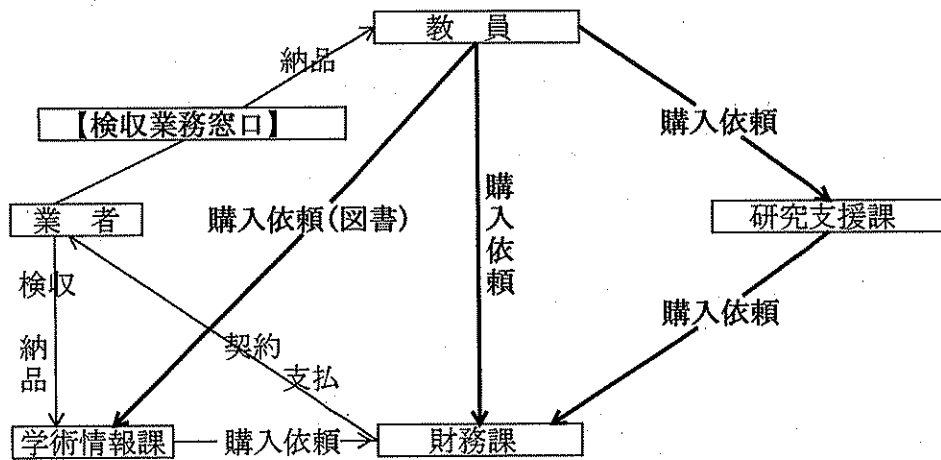 教　員
納品
【検収業務窓口】
購入依頼
業　者
購入依頼(図書)
購入依頼
研究支援課
検収
購入依頼
納品
契約
支払
学術情報課
購入依頼
財務課